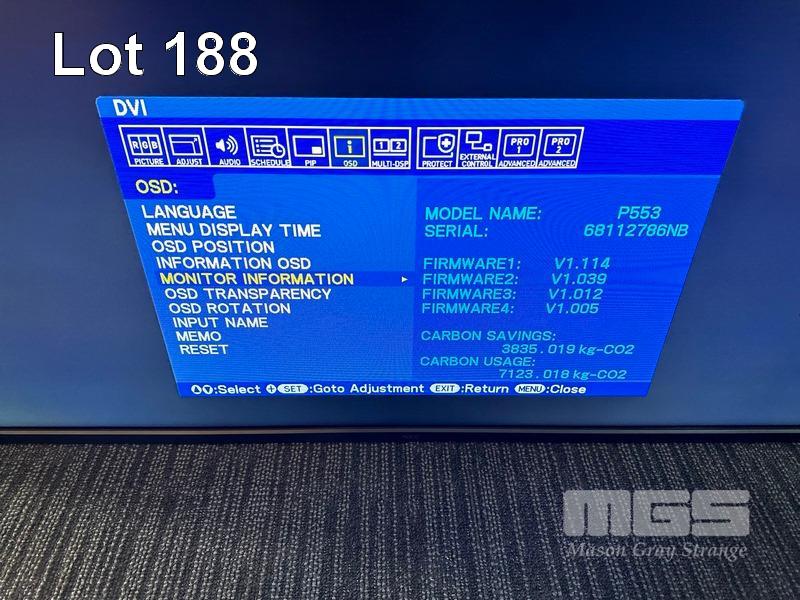 Lot 188
DVI
RGB
PICTURE
ADJUST
AUDIO
SCHEDULE
PIP
OSD
1 2
MULTI-DSP
PROTECT
EXTERNAL
CONTROL
PRO
1
ADVANCED
PRO
2
ADVANCED
OSD:
LANGUAGE
MENU DISPLAY TIME
OSD POSITION
INFORMATION OSD
MONITOR INFORMATION
OSD TRANSPARENCY
OSD ROTATION
INPUT NAME
MEMO
RESET
MODEL NAME: P553
SERIAL: 68112786NB
FIRMWARE1: V1.114
FIRMWARE2: V1.039
FIRMWARE3: V1.012
FIRMWARE4: V1.005
CARBON SAVINGS:
3835.019 kg-CO2
CARBON USAGE:
7123.018 kg-CO2
:Select SET :Goto Adjustment EXIT :Return MENU :Close
MGS
Mason Gray Strange